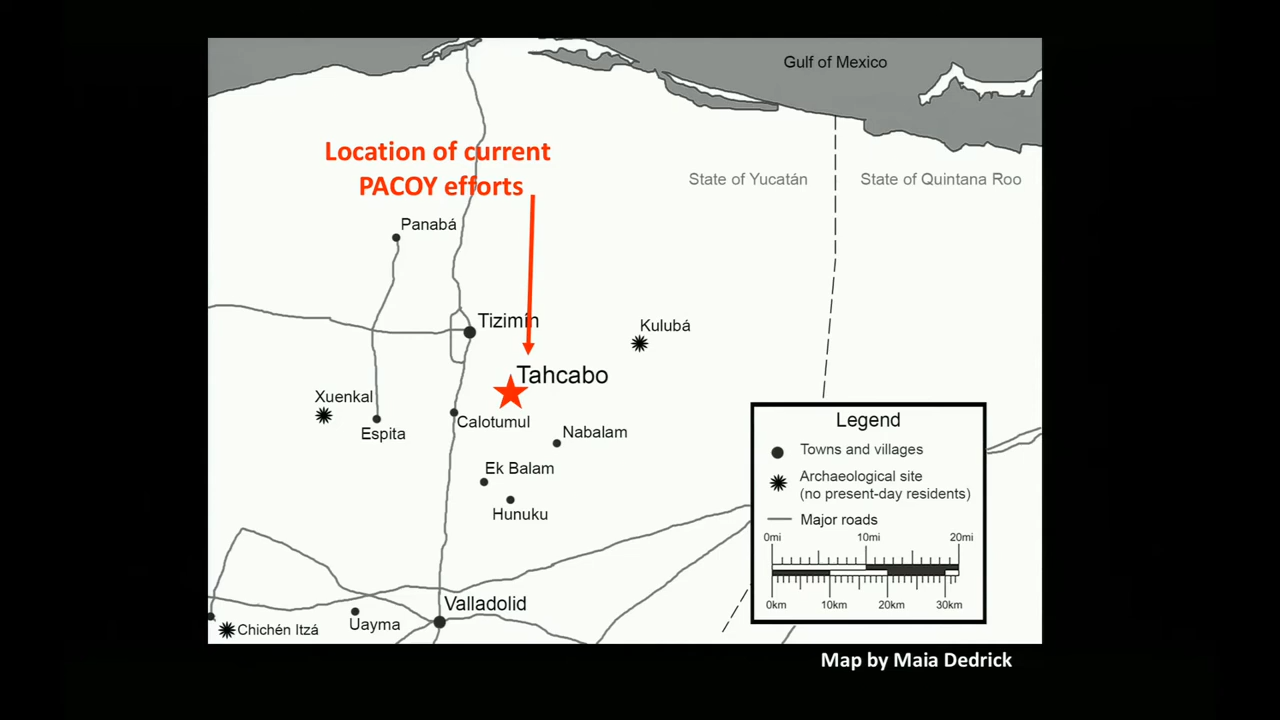 Gulf of Mexico
Location of current
PACOY efforts
State of Yucatán
State of Quintana Roo
Panabá
Tizimín
Kulubá
Tahcabo
Xuenkal
Espita
Calotumul
Nabalam
Ek Balam
Hunuku
Legend
Towns and villages
Archaeological site
(no present-day residents)
Major roads
0mi 10mi 20mi
0km 10km 20km 30km
Valladolid
Uayma
Chichén Itzá
Map by Maia Dedrick